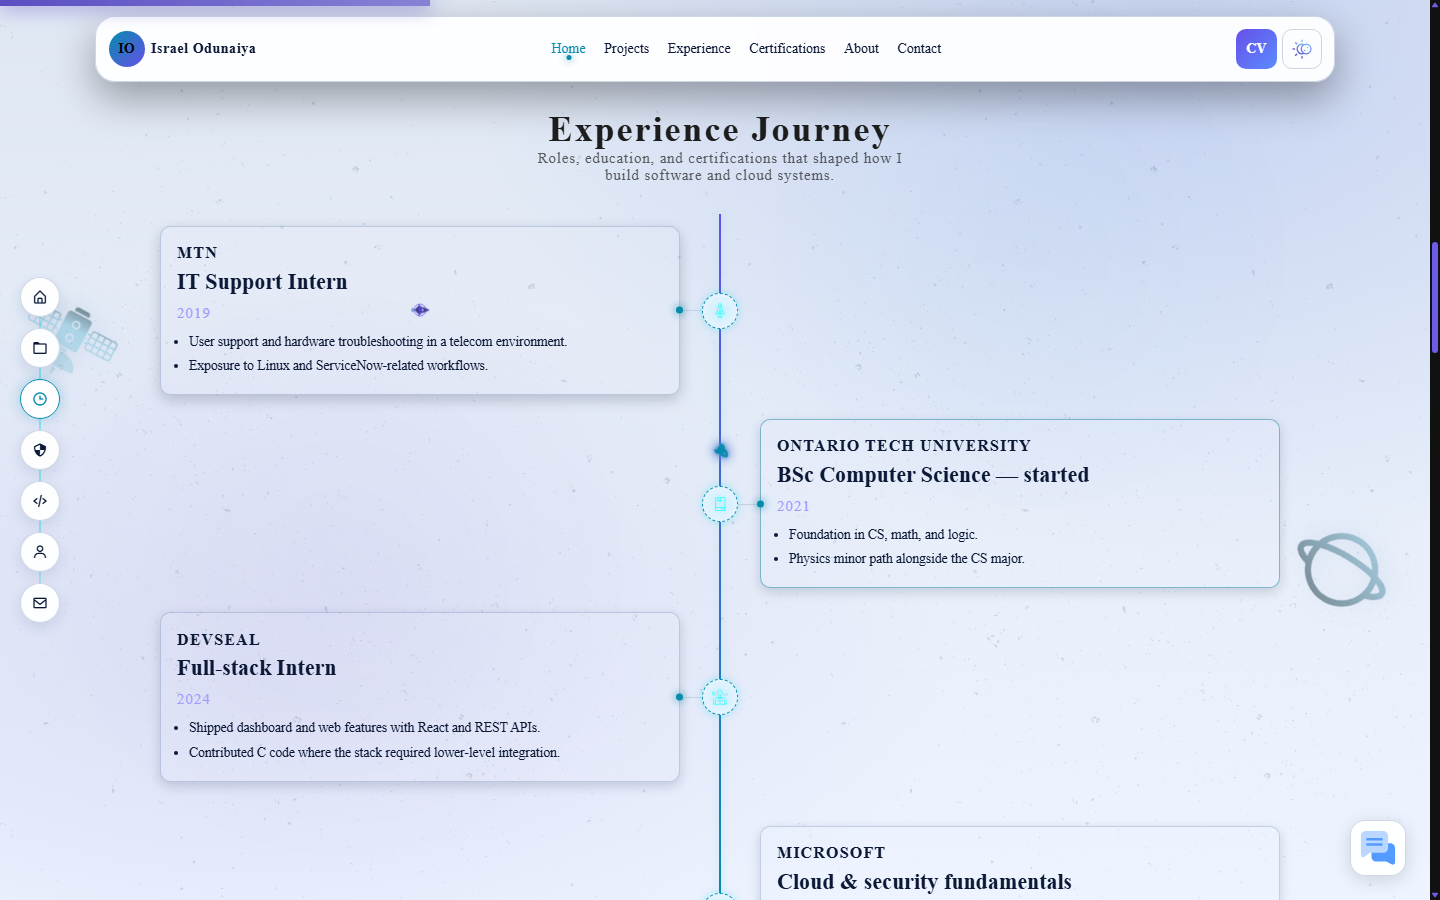 IO Israel Odunaiya Home Projects Experience Certifications About Contact CV
Experience Journey
Roles, education, and certifications that shaped how I
build software and cloud systems.
MTN
IT Support Intern
2019
User support and hardware troubleshooting in a telecom environment.
Exposure to Linux and ServiceNow-related workflows.
ONTARIO TECH UNIVERSITY
BSc Computer Science — started
2021
Foundation in CS, math, and logic.
Physics minor path alongside the CS major.
DEVSEAL
Full-stack Intern
2024
Shipped dashboard and web features with React and REST APIs.
Contributed C code where the stack required lower-level integration.
MICROSOFT
Cloud & security fundamentals